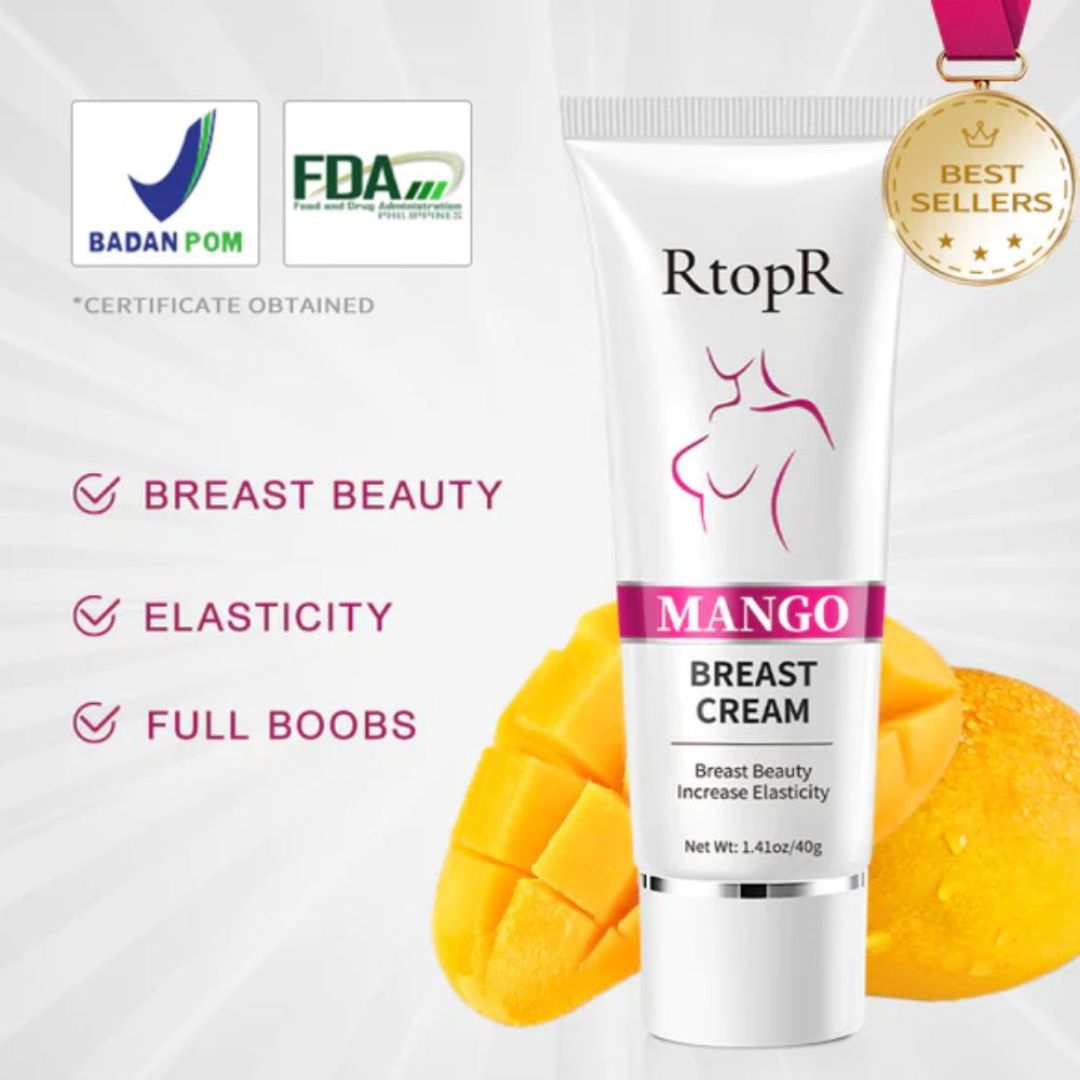 BADAN POM
FDA
Food and Drug Administration
PHILIPPINES
*CERTIFICATE OBTAINED
BEST
SELLERS
RtopR
BREAST BEAUTY
ELASTICITY
FULL BOOBS
MANGO
BREAST
CREAM
Breast Beauty
Increase Elasticity
Net Wt: 1.41oz/40g